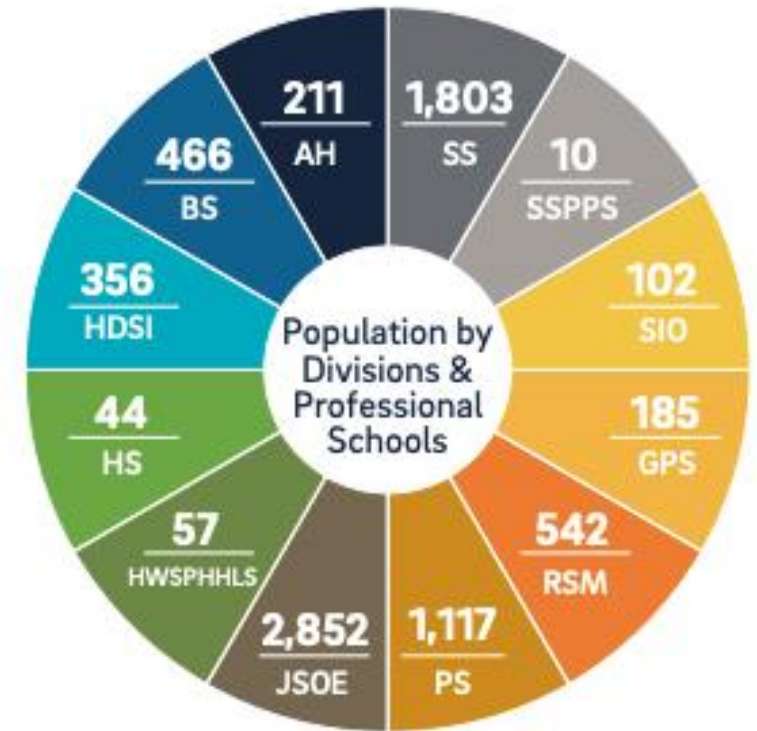 Population by
Divisions &
Professional
Schools
1,803
SS
10
SSPPS
102
SIO
185
GPS
542
RSM
1,117
PS
2,852
JSOE
57
HWSPHHLS
44
HS
356
HDSI
466
BS
211
AH